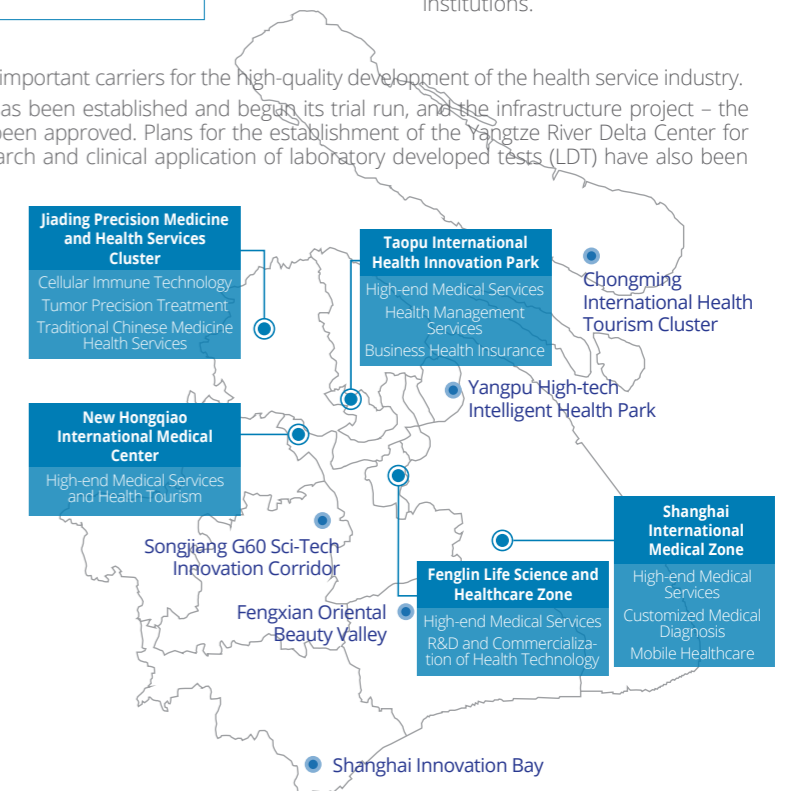 institutions.
important carriers for the high-quality development of the health service industry.
as been established and begun its trial run, and the infrastructure project – the
been approved. Plans for the establishment of the Yangtze River Delta Center for
arch and clinical application of laboratory developed tests (LDT) have also been
Jiading Precision Medicine
and Health Services
Cluster
Cellular Immune Technology
Tumor Precision Treatment
Traditional Chinese Medicine
Health Services
Taopu International
Health Innovation Park
High-end Medical Services
Health Management
Services
Business Health Insurance
Chongming
International Health
Tourism Cluster
Yangpu High-tech
Intelligent Health Park
New Hongqiao
International Medical
Center
High-end Medical Services
and Health Tourism
Songjiang G60 Sci-Tech
Innovation Corridor
Fengxian Oriental
Beauty Valley
Fenglin Life Science and
Healthcare Zone
High-end Medical Services
R&D and Commercializa-
tion of Health Technology
Shanghai
International
Medical Zone
High-end Medical
Services
Customized Medical
Diagnosis
Mobile Healthcare
Shanghai Innovation Bay